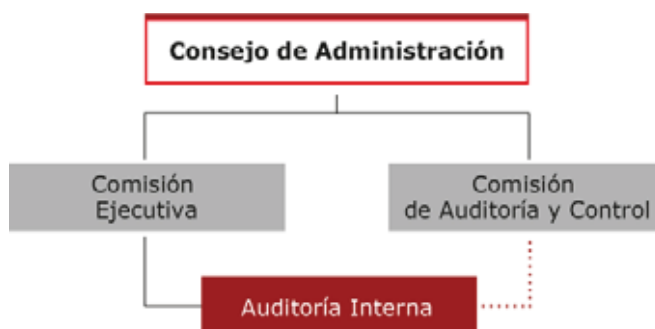 Consejo de Administración
Comisión
Ejecutiva
Comisión
de Auditoría y Control
Auditoría Interna